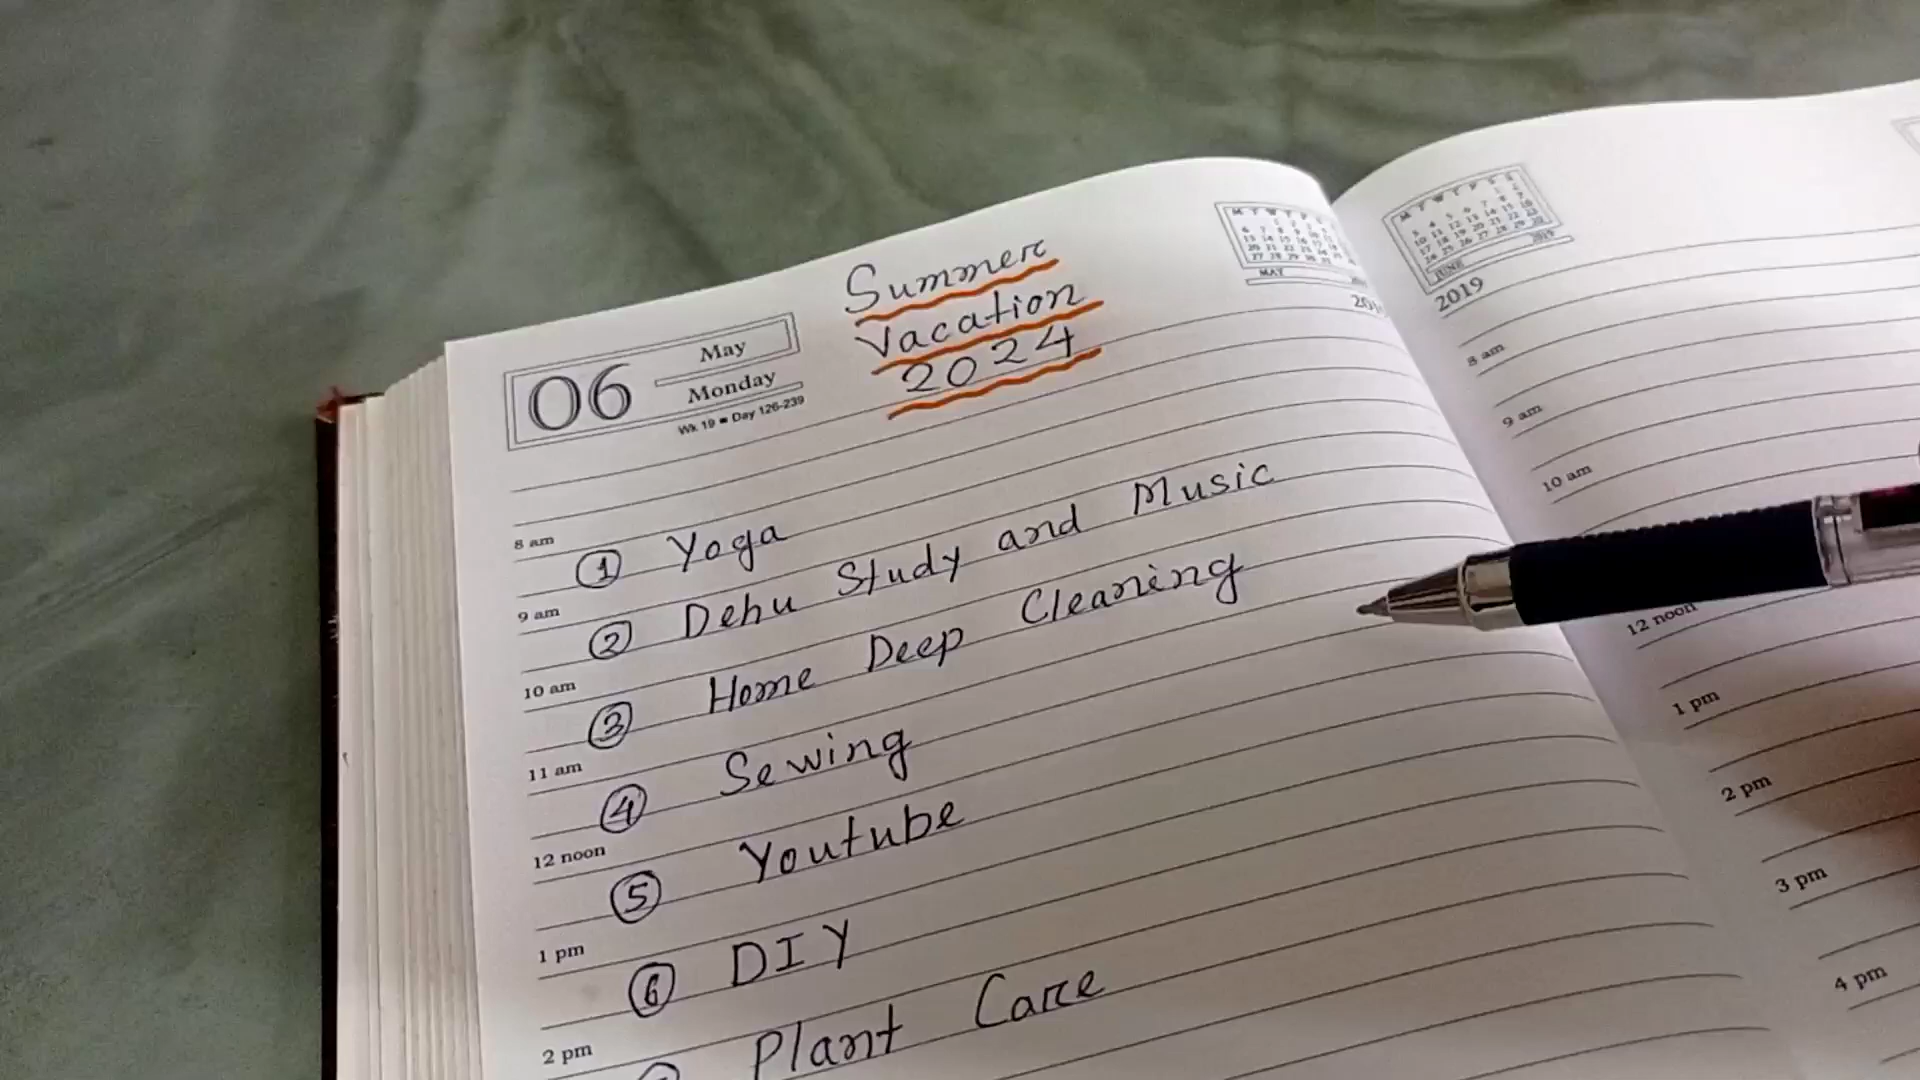 Summer
Vacation
2024
06 May
Monday
Wk 19 Day 126-239
MAY
8 am
① Yoga
9 am
② Dehu Study and Music
10 am
③ Home Deep Cleaning
11 am
④ Sewing
12 noon
⑤ Youtube
1 pm
⑥ DIY
2 pm
Plant Care
M T W T F S S
JUNE 2019
2019
8 am
9 am
10 am
12 noon
1 pm
2 pm
3 pm
4 pm